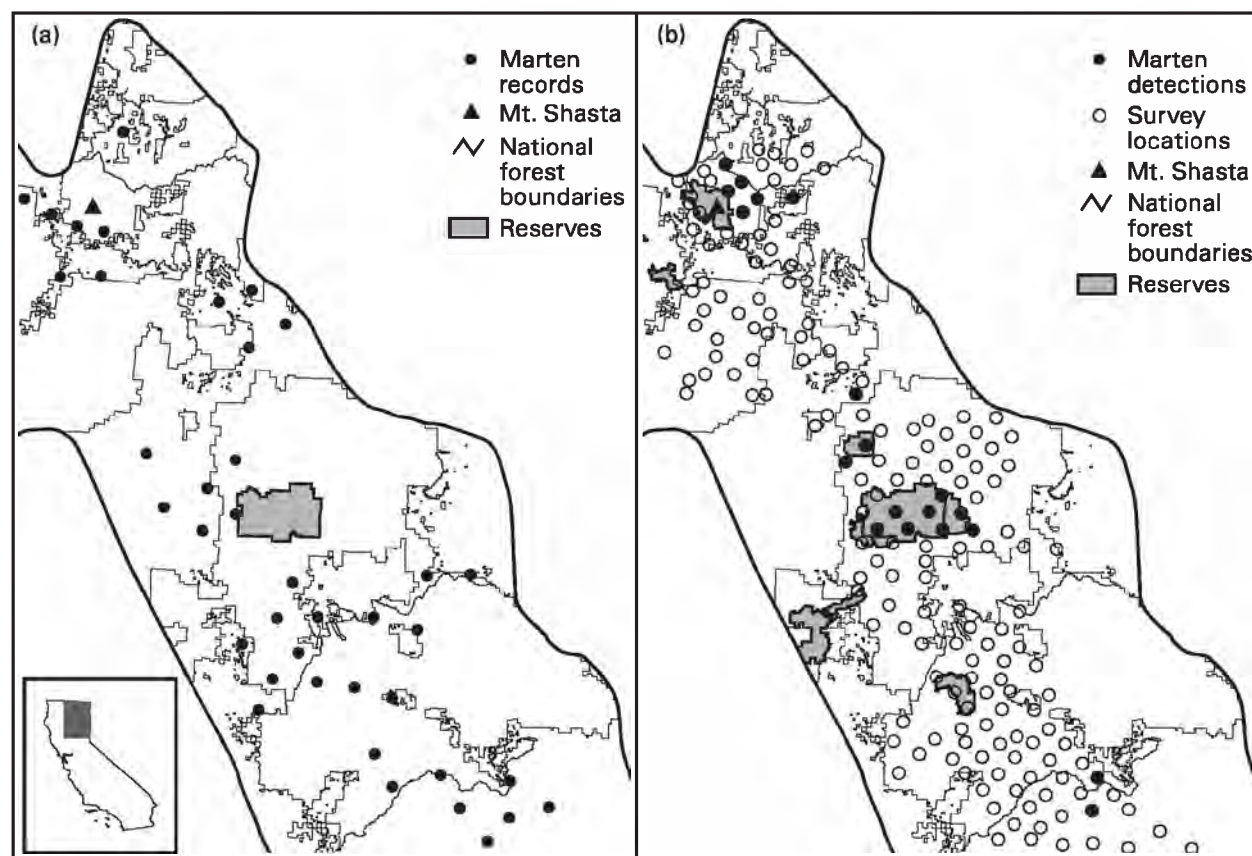 (a)
Marten
records
Mt. Shasta
National
forest
boundaries
Reserves
(b)
Marten
detections
Survey
locations
Mt. Shasta
National
forest
boundaries
Reserves